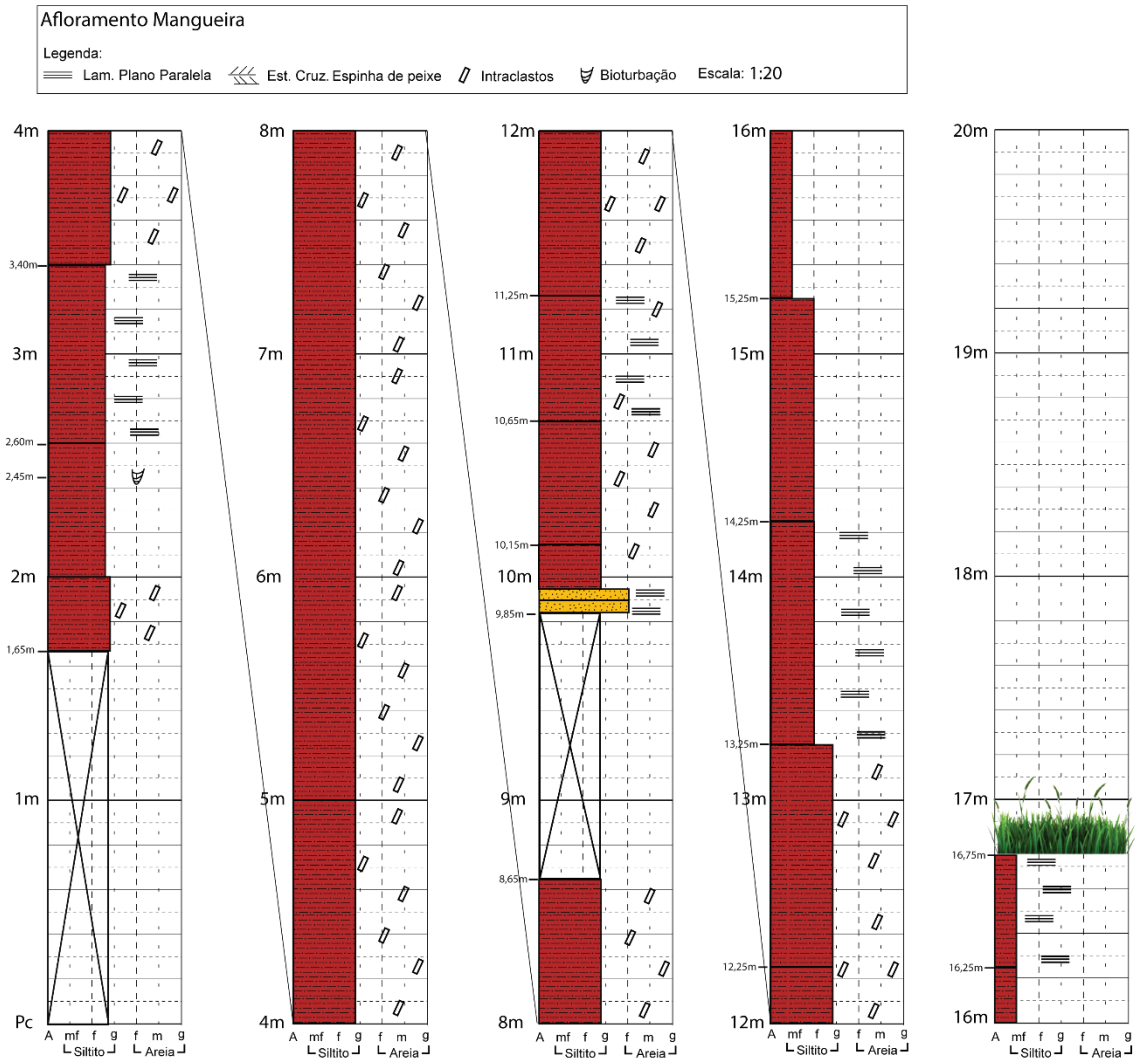 Afloramento Mangueira
Legenda:
Lam. Plano Paralela Est. Cruz. Espinha de peixe Intraclastos Bioturbação Escala: 1:20
4m
3,40m
3m
2,60m
2,45m
2m
1,65m
1m
Pc
A mf f g f m g
Siltito Areia
8m
7m
6m
5m
4m
A mf f g f m g
Siltito Areia
12m
11,25m
11m
10,65m
10,15m
10m
9,85m
9m
8,65m
8m
A mf f g f m g
Siltito Areia
16m
15,25m
15m
14,25m
14m
13,25m
13m
12,25m
12m
A mf f g f m g
Siltito Areia
20m
19m
18m
17m
16,75m
16,25m
16m
A mf f g f m g
Siltito Areia